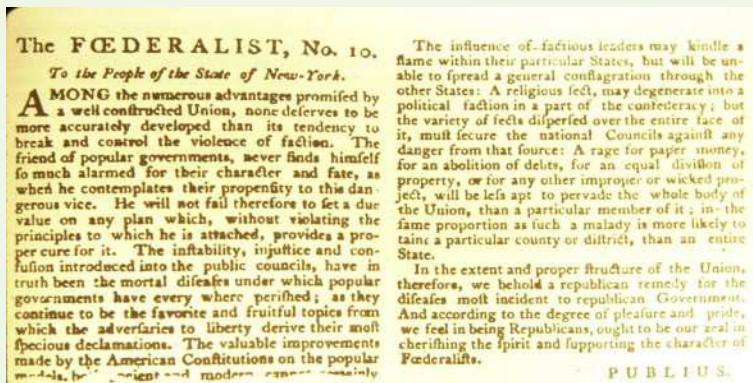 The FŒDERALIST, No. 10.
To the People of the State of New-York.
AMONG the numerous advantages promiſed by
a well conſtructed Union, none deſerves to be
more accurately developed than its tendency to
break and control the violence of faction. The
friend of popular governments, never finds himſelf
ſo much alarmed for their character and fate, as
when he contemplates their propenſity to this dan-
gerous vice. He will not fail therefore to ſet a due
value on any plan which, without violating the
principles to which he is attached, provides a pro-
per cure for it. The inſtability, injuſtice and con-
fuſion introduced into the public councils, have in
truth been the mortal diſeaſes under which popular
governments have every where periſhed; as they
continue to be the favorite and fruitful topics from
which the adverſaries to liberty derive their moſt
ſpecious declamations. The valuable improvements
made by the American Conſtitutions on the popular
models, ancient and modern cannot certainly
The influence of factious leaders may kindle a
flame within their particular States, but will be un-
able to ſpread a general conflagration through the
other States: A religious ſect, may degenerate into a
political faction in a part of the confederacy; but
the variety of ſects diſperſed over the entire face of
it, muſt ſecure the national Councils againſt any
danger from that ſource: A rage for paper money,
for an abolition of debts, for an equal diviſion of
property, or for any other improper or wicked pro-
ject, will be leſs apt to pervade the whole body of
the Union, than a particular member of it; in the
ſame proportion as ſuch a malady is more likely to
taint a particular county or diſtrict, than an entire
State.
In the extent and proper ſtructure of the Union,
therefore, we behold a republican remedy for the
diſeaſes moſt incident to republican Government.
And according to the degree of pleaſure and pride,
we feel in being Republicans, ought to be our zeal in
cheriſhing the ſpirit and ſupporting the character of
Fœderaliſts.
PUBLIUS.